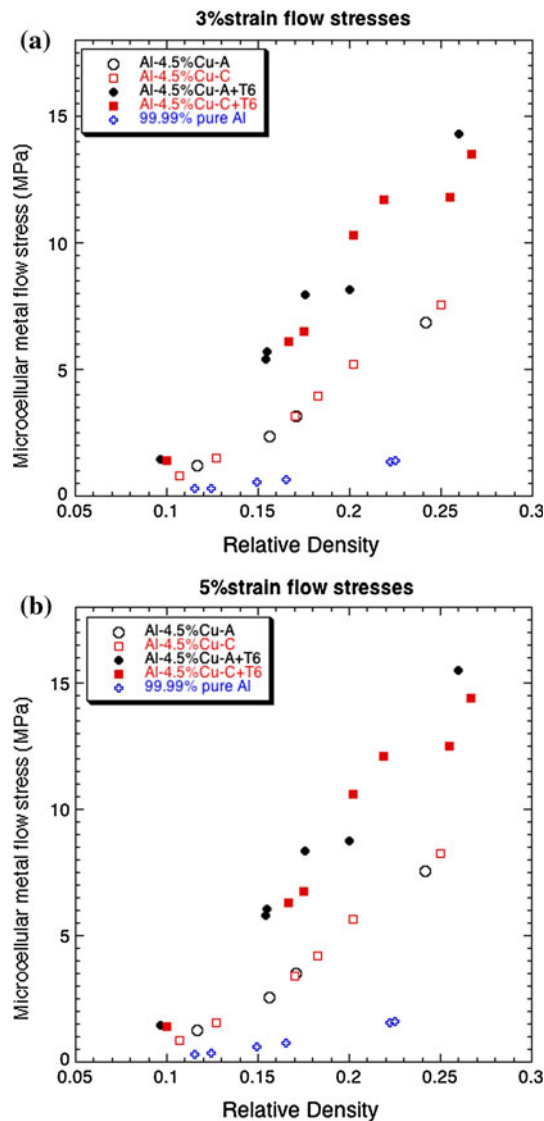 3%strain flow stresses
(a)
Al-4.5%Cu-A
Al-4.5%Cu-C
Al-4.5%Cu-A+T6
Al-4.5%Cu-C+T6
99.99% pure Al
Microcellular metal flow stress (MPa)
15
10
5
0
0.05 0.1 0.15 0.2 0.25 0.3
Relative Density
5%strain flow stresses
(b)
Al-4.5%Cu-A
Al-4.5%Cu-C
Al-4.5%Cu-A+T6
Al-4.5%Cu-C+T6
99.99% pure Al
Microcellular metal flow stress (MPa)
15
10
5
0
0.05 0.1 0.15 0.2 0.25 0.3
Relative Density